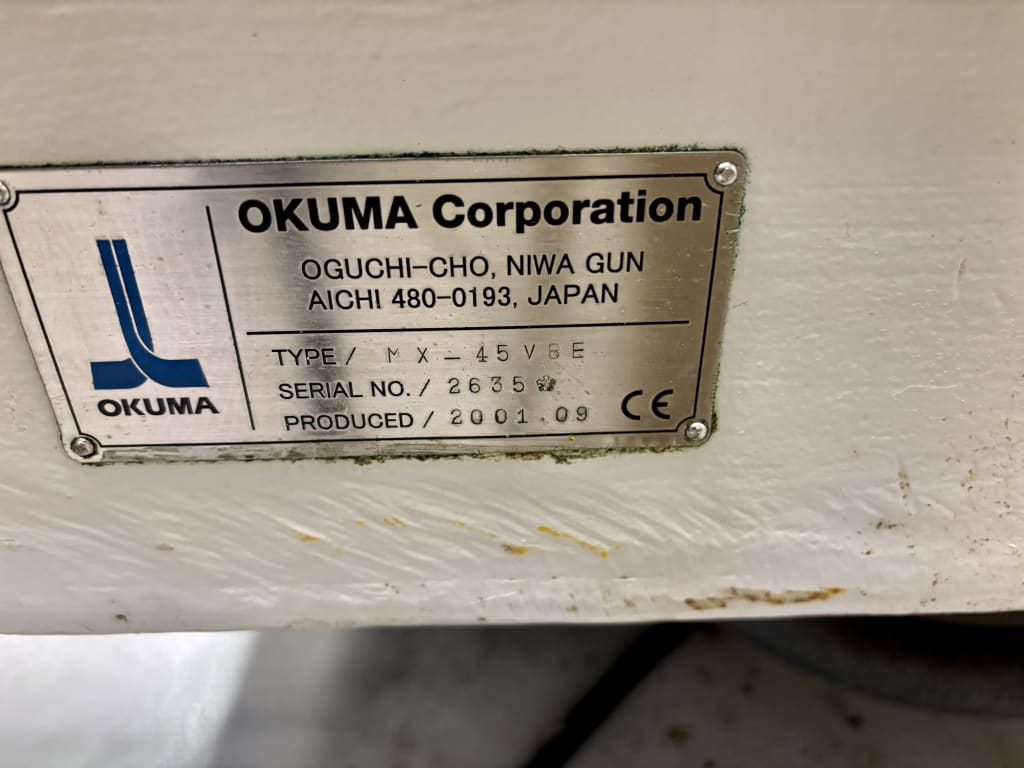 OKUMA Corporation
OGUCHI-CHO, NIWA GUN
AICHI 480-0193, JAPAN
TYPE / MX-45VBE
SERIAL NO. / 2635
PRODUCED / 2001.09
CE
OKUMA